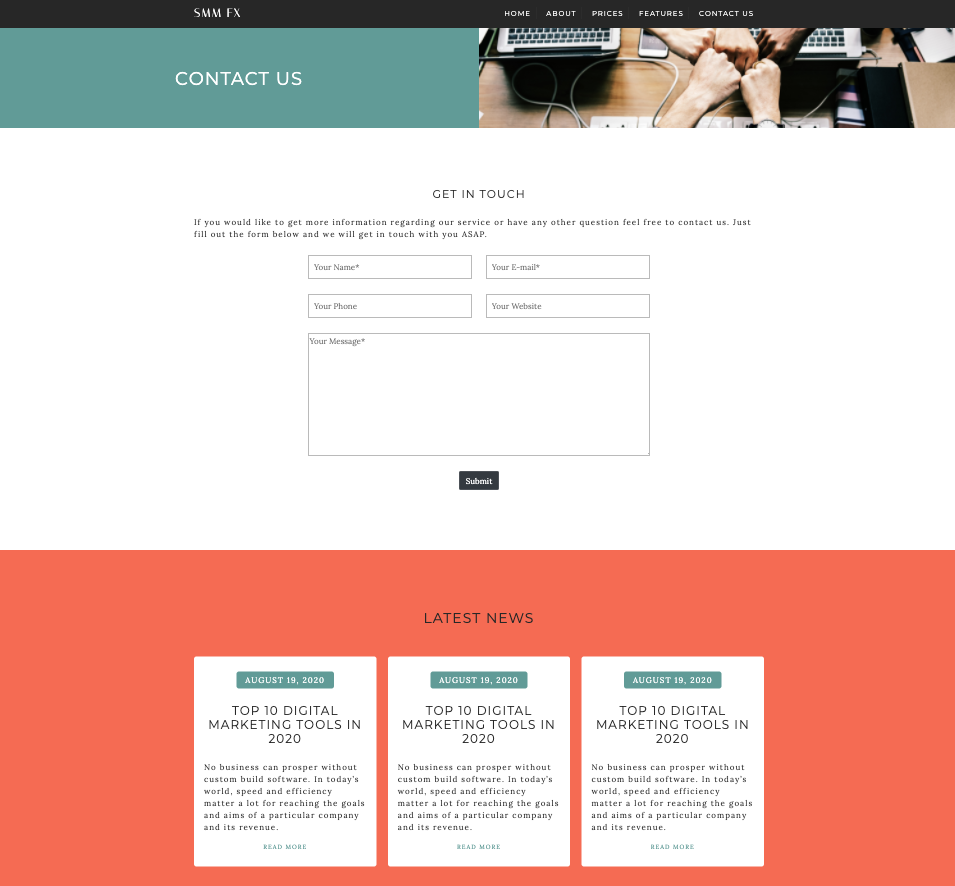 SMM FX
HOME ABOUT PRICES FEATURES CONTACT US
CONTACT US
GET IN TOUCH
If you would like to get more information regarding our service or have any other question feel free to contact us. Just
fill out the form below and we will get in touch with you ASAP.
Your Name* Your E-mail*
Your Phone Your Website
Your Message*
Submit
LATEST NEWS
AUGUST 19, 2020
TOP 10 DIGITAL
MARKETING TOOLS IN
2020
No business can prosper without
custom build software. In today's
world, speed and efficiency
matter a lot for reaching the goals
and aims of a particular company
and its revenue.
READ MORE
AUGUST 19, 2020
TOP 10 DIGITAL
MARKETING TOOLS IN
2020
No business can prosper without
custom build software. In today's
world, speed and efficiency
matter a lot for reaching the goals
and aims of a particular company
and its revenue.
READ MORE
AUGUST 19, 2020
TOP 10 DIGITAL
MARKETING TOOLS IN
2020
No business can prosper without
custom build software. In today's
world, speed and efficiency
matter a lot for reaching the goals
and aims of a particular company
and its revenue.
READ MORE